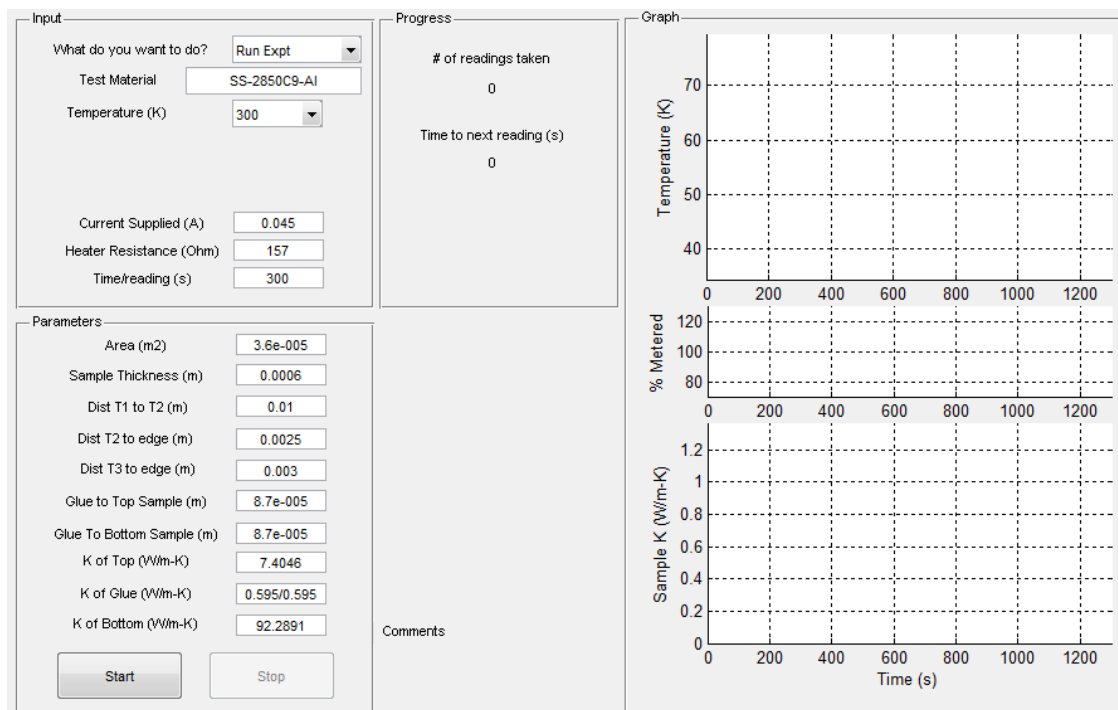 Input
What do you want to do? Run Expt
Test Material SS-2850C9-Al
Temperature (K) 300
Current Supplied (A) 0.045
Heater Resistance (Ohm) 157
Time/reading (s) 300
Parameters
Area (m2) 3.6e-005
Sample Thickness (m) 0.0006
Dist T1 to T2 (m) 0.01
Dist T2 to edge (m) 0.0025
Dist T3 to edge (m) 0.003
Glue to Top Sample (m) 8.7e-005
Glue To Bottom Sample (m) 8.7e-005
K of Top (W/m-K) 7.4046
K of Glue (W/m-K) 0.595/0.595
K of Bottom (W/m-K) 92.2891
Start Stop
Progress
# of readings taken
0
Time to next reading (s)
0
Comments
Graph
Temperature (K)
70
60
50
40
0 200 400 600 800 1000 1200
% Metered
120
100
80
0 200 400 600 800 1000 1200
Sample K (W/m-K)
1.2
1
0.8
0.6
0.4
0.2
0
0 200 400 600 800 1000 1200
Time (s)